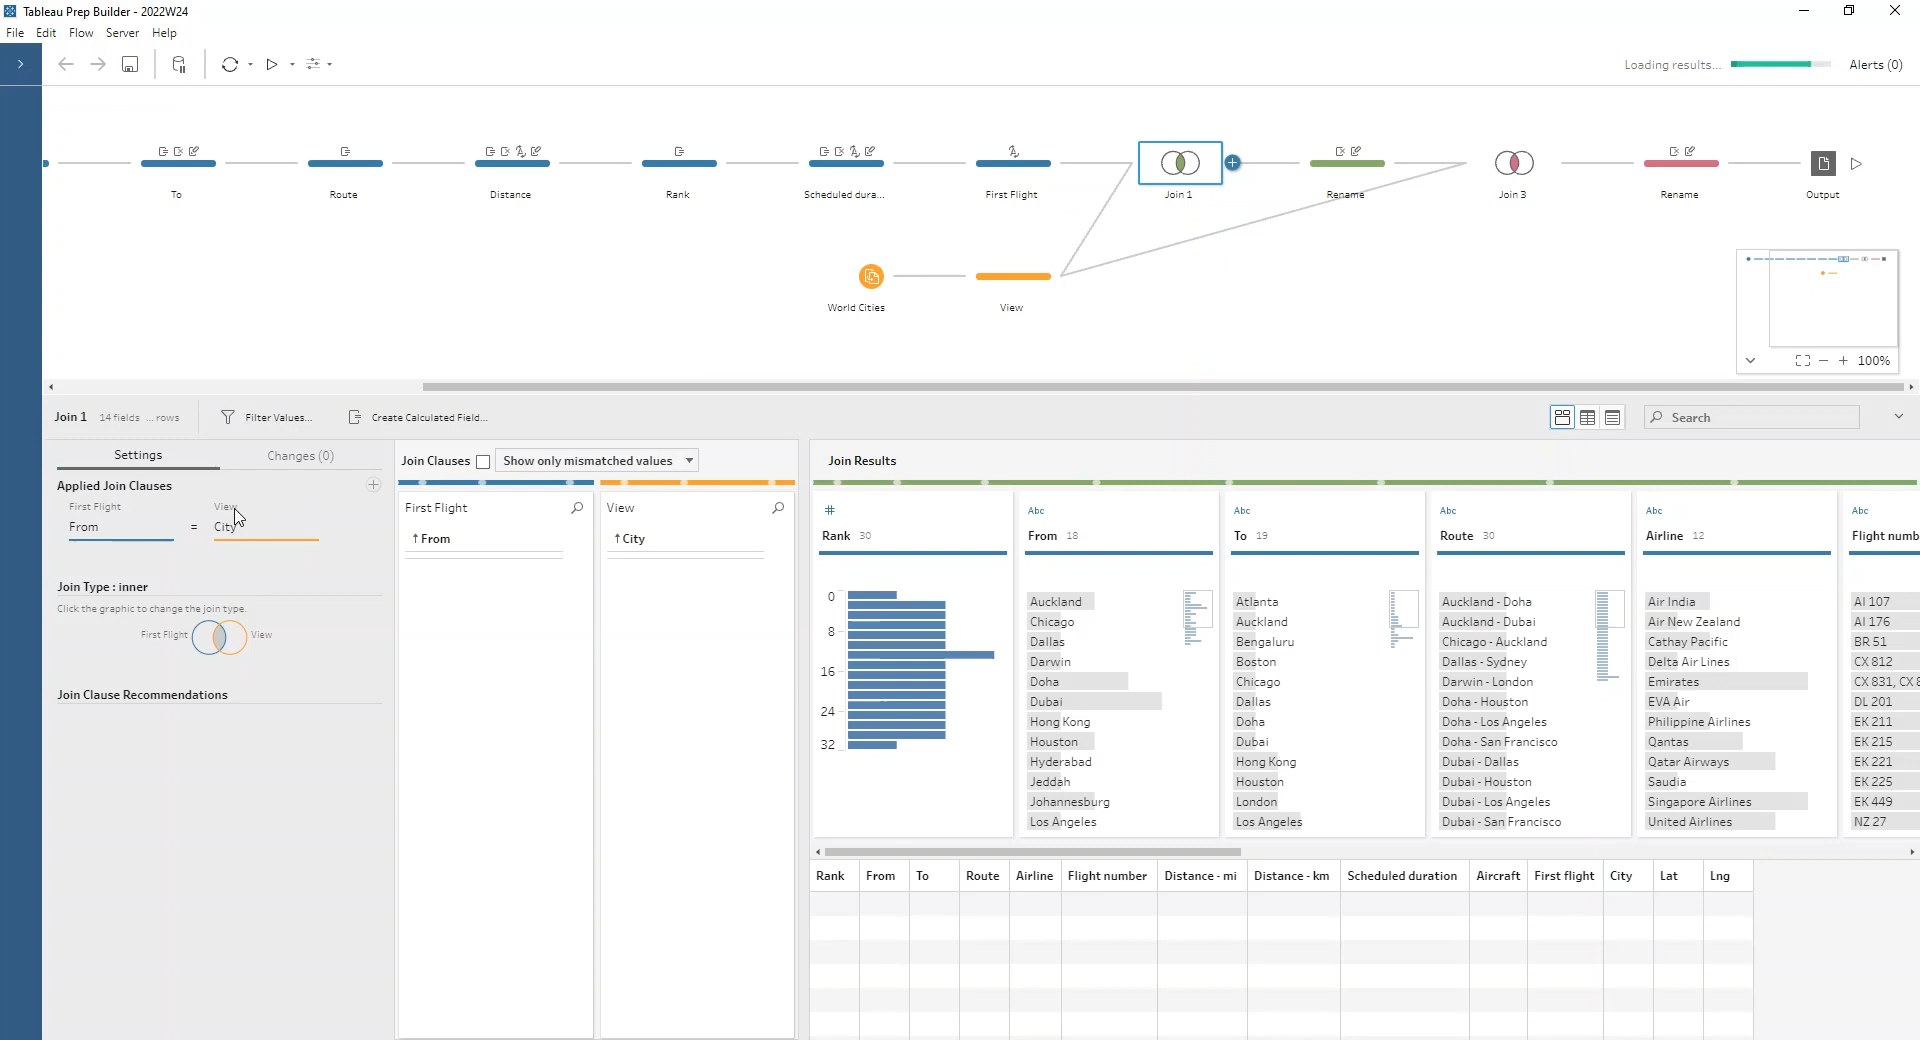 Tableau Prep Builder - 2022W24
File Edit Flow Server Help
Loading results... Alerts (0)
To Route Distance Rank Scheduled dura... First Flight Join 1 Rename Join 3 Rename Output
World Cities View
100%
Join 1 14 fields ... rows Filter Values... Create Calculated Field... Search
Settings Changes (0)
Applied Join Clauses
First Flight View
From = City
Join Type : inner
Click the graphic to change the join type.
First Flight View
Join Clause Recommendations
Join Clauses Show only mismatched values
First Flight View
From City
Join Results
# Abc Abc Abc Abc Abc
Rank 30 From 18 To 19 Route 30 Airline 12 Flight numb
0 Auckland Atlanta Auckland - Doha Air India AI 107
Chicago Auckland Auckland - Dubai Air New Zealand AI 176
8 Dallas Bengaluru Chicago - Auckland Cathay Pacific BR 51
Darwin Boston Dallas - Sydney Delta Air Lines CX 812
16 Doha Chicago Darwin - London Emirates CX 831, CX 8
Dubai Dallas Doha - Houston EVA Air DL 201
24 Hong Kong Doha Doha - Los Angeles Philippine Airlines EK 211
32 Houston Dubai Doha - San Francisco Qantas EK 215
Hyderabad Hong Kong Dubai - Dallas Qatar Airways EK 221
Jeddah Houston Dubai - Houston Saudia EK 225
Johannesburg London Dubai - Los Angeles Singapore Airlines EK 449
Los Angeles Los Angeles Dubai - San Francisco United Airlines NZ 27
Rank From To Route Airline Flight number Distance - mi Distance - km Scheduled duration Aircraft First flight City Lat Lng